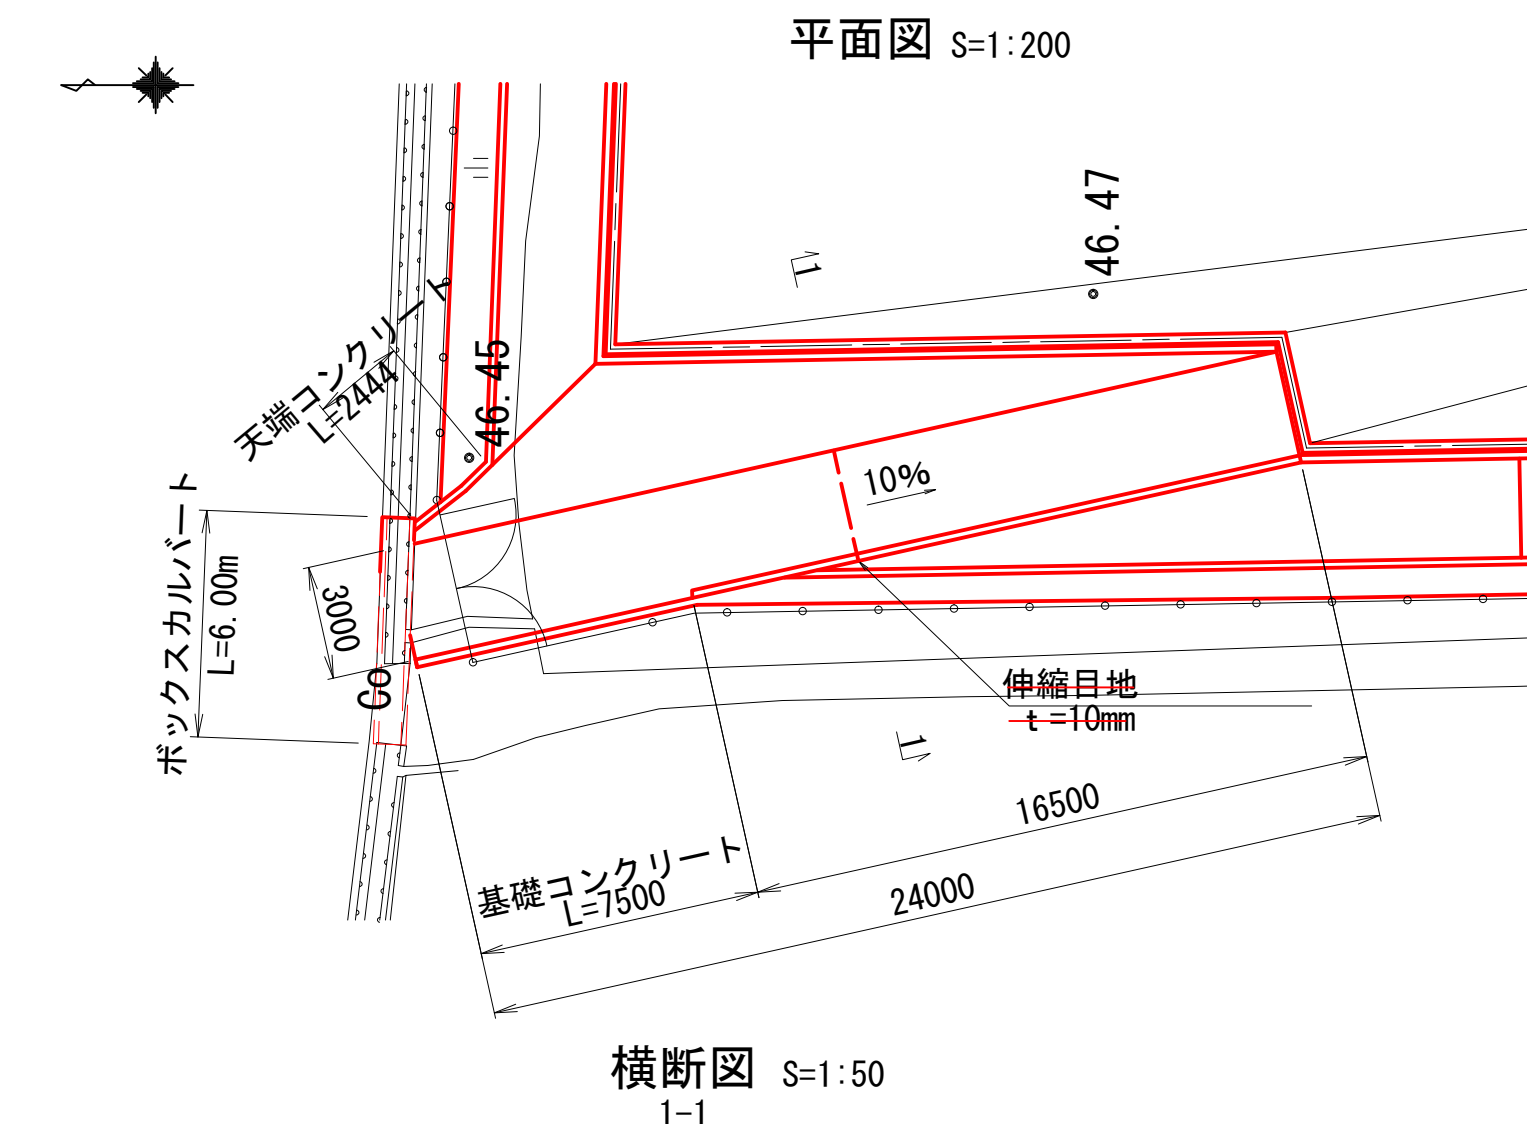 平面図 S=1:200
1
46.47
天端コンクリート
L=2444
46.45
10%
ボックスカルバート
L=6.00m
3000
Co
伸縮目地
t=10mm
1
16500
基礎コンクリート
L=7500
24000
横断図 S=1:50
1-1